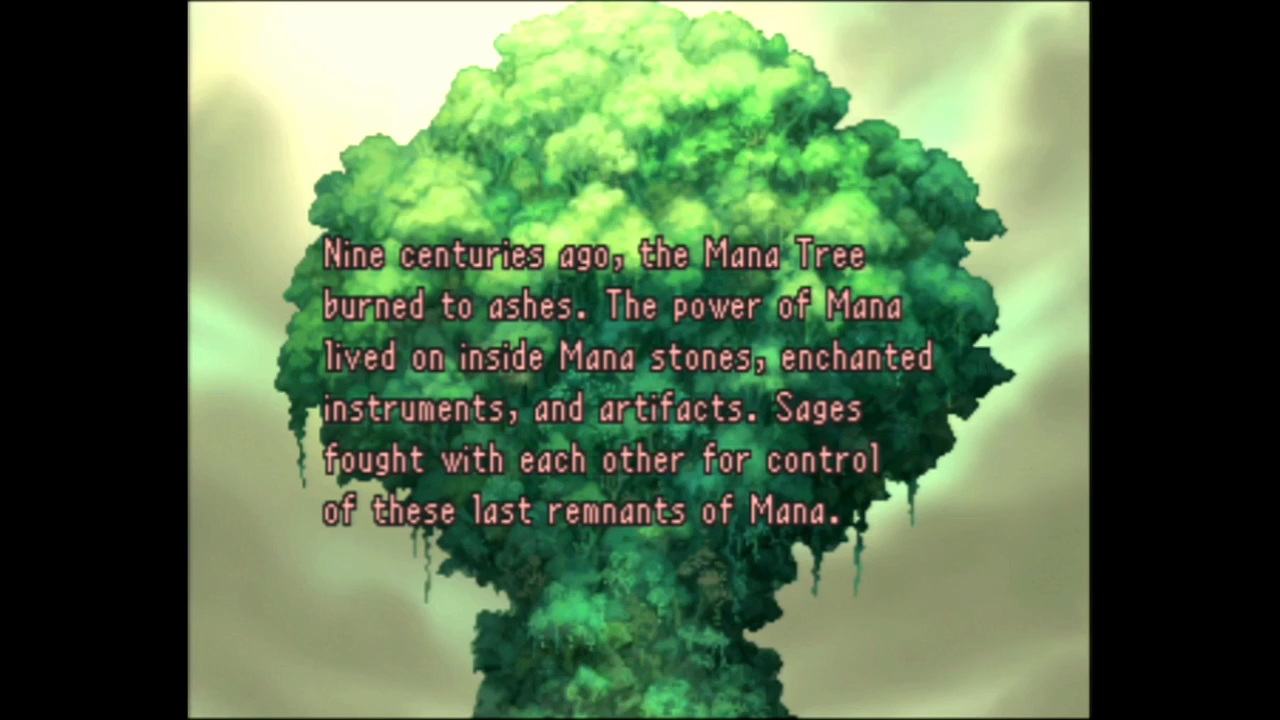 Nine centuries ago, the Mana Tree
burned to ashes. The power of Mana
lived on inside Mana stones, enchanted
instruments, and artifacts. Sages
fought with each other for control
of these last remnants of Mana.